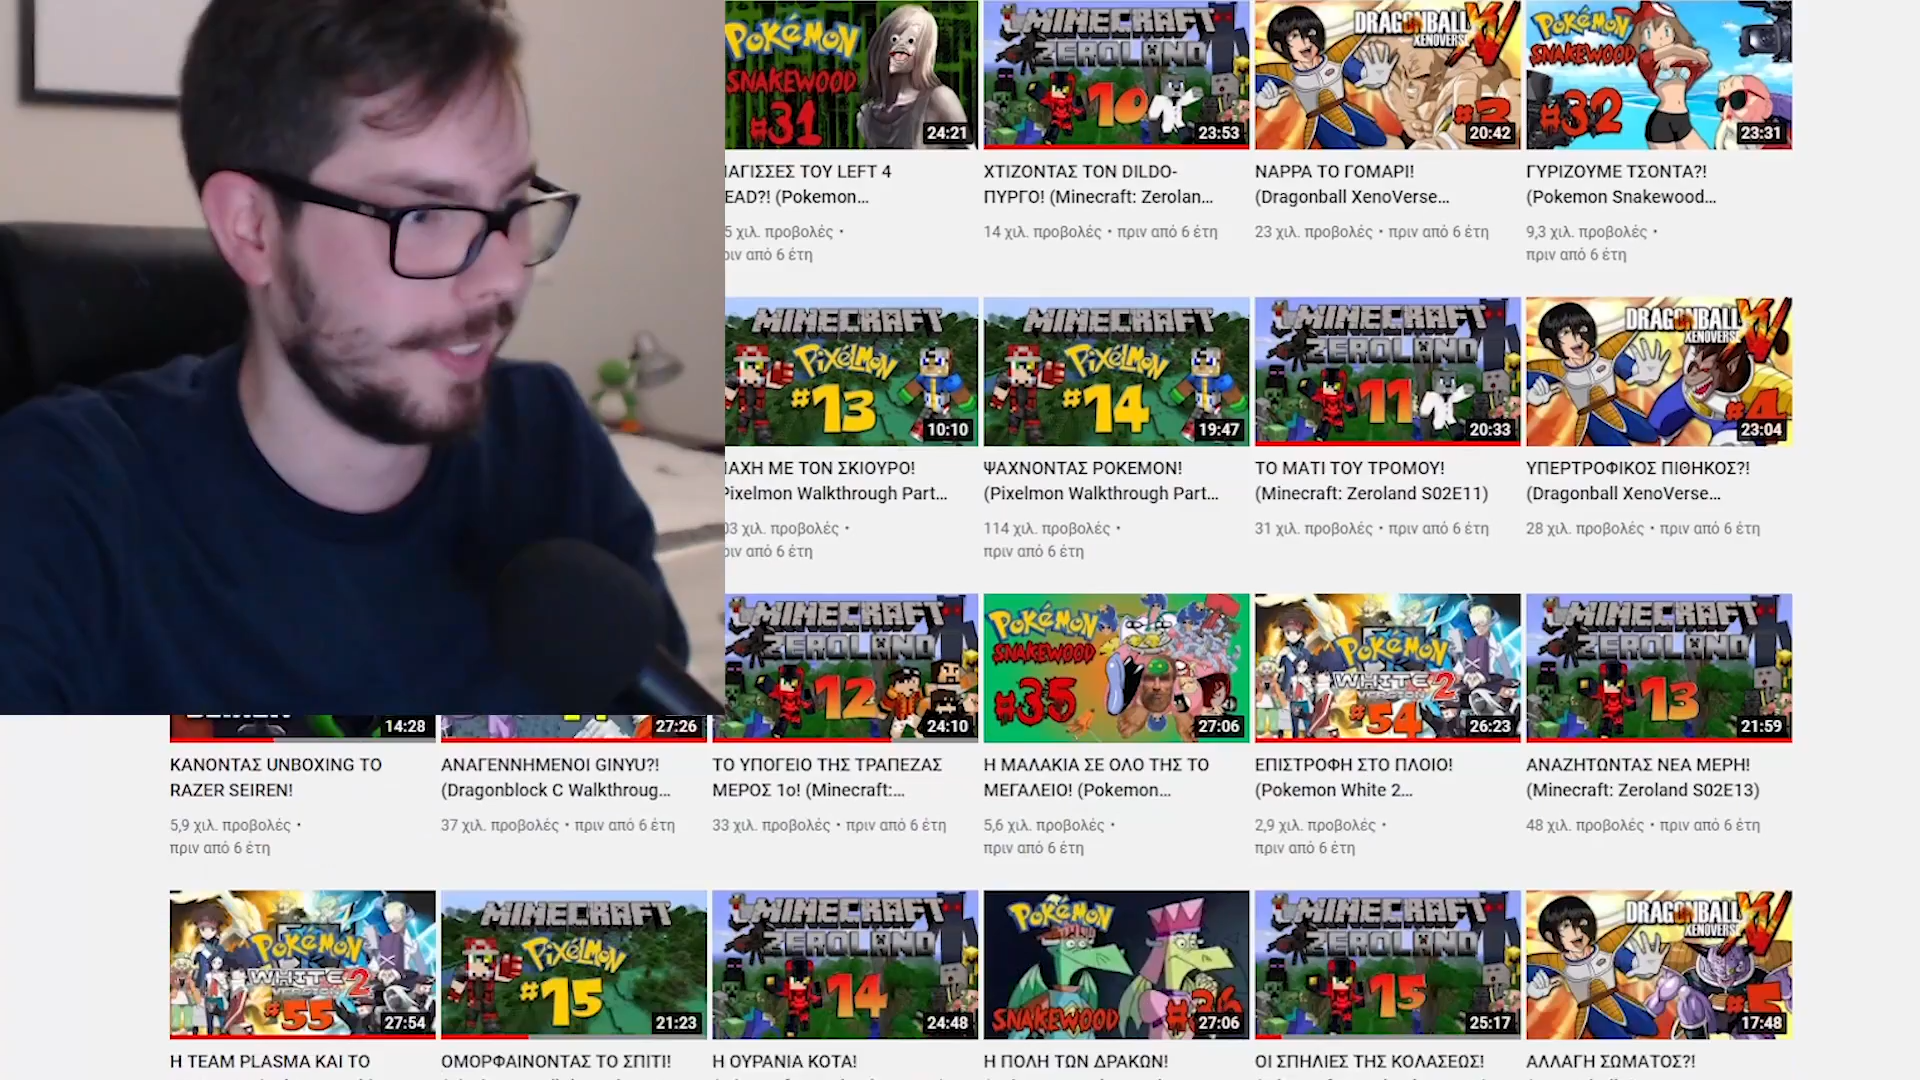 POKÉMON
SNAKEWOOD
#31
24:21
ΑΓΙΣΣΕΣ ΤΟΥ LEFT 4
EAD?! (Pokemon...
5 χιλ. προβολές •
ριν από 6 έτη
MINECRAFT
ZEROLAND
10
23:53
ΧΤΙΖΟΝΤΑΣ ΤΟΝ DILDO-
ΠΥΡΓΟ! (Minecraft: Zerolan...
14 χιλ. προβολές • πριν από 6 έτη
DRAGONBALL
XENOVERSE
XV
20:42
ΝΑΡΡΑ ΤΟ ΓΟΜΑΡΙ!!
(Dragonball XenoVerse...
23 χιλ. προβολές • πριν από 6 έτη
POKÉMON
SNAKEWOOD
#32
23:31
ΓΥΡΙΖΟΥΜΕ ΤΣΟΝΤΑ?!
(Pokemon Snakewood...
9,3 χιλ. προβολές •
πριν από 6 έτη
MINECRAFT
PIXELMON
#13
10:10
ΑΧΗ ΜΕ ΤΟΝ ΣΚΙΟΥΡΟ!
Pixelmon Walkthrough Part...
03 χιλ. προβολές •
ριν από 6 έτη
MINECRAFT
PIXELMON
#14
19:47
ΨΑΧΝΟΝΤΑΣ POKEMON!
(Pixelmon Walkthrough Part...
114 χιλ. προβολές •
πριν από 6 έτη
MINECRAFT
ZEROLAND
11
20:33
ΤΟ ΜΑΤΙ ΤΟΥ ΤΡΟΜΟΥ!
(Minecraft: Zeroland S02E11)
31 χιλ. προβολές • πριν από 6 έτη
DRAGONBALL
XENOVERSE
XV
#4
23:04
ΥΠΕΡΤΡΟΦΙΚΟΣ ΠΙΘΗΚΟΣ?!
(Dragonball XenoVerse...
28 χιλ. προβολές • πριν από 6 έτη
14:28
ΚΑΝΟΝΤΑΣ UNBOXING ΤΟ
RAZER SEIREN!
5,9 χιλ. προβολές •
πριν από 6 έτη
27:26
ΑΝΑΓΕΝΝΗΜΕΝΟΙ GINYU?!
(Dragonblock C Walkthroug...
37 χιλ. προβολές • πριν από 6 έτη
MINECRAFT
ZEROLAND
12
24:10
ΤΟ ΥΠΟΓΕΙΟ ΤΗΣ ΤΡΑΠΕΖΑΣ
ΜΕΡΟΣ 1ο! (Minecraft:...
33 χιλ. προβολές • πριν από 6 έτη
POKÉMON
SNAKEWOOD
#35
27:06
Η ΜΑΛΑΚΙΑ ΣΕ ΟΛΟ ΤΗΣ ΤΟ
ΜΕΓΑΛΕΙΟ! (Pokemon...
5,6 χιλ. προβολές •
πριν από 6 έτη
POKÉMON
WHITE 2
#54
26:23
ΕΠΙΣΤΡΟΦΗ ΣΤΟ ΠΛΟΙΟ!
(Pokemon White 2...
2,9 χιλ. προβολές •
πριν από 6 έτη
MINECRAFT
ZEROLAND
13
21:59
ΑΝΑΖΗΤΩΝΤΑΣ ΝΕΑ ΜΕΡΗ!
(Minecraft: Zeroland S02E13)
48 χιλ. προβολές • πριν από 6 έτη
POKÉMON
WHITE 2
VERSION
#55
27:54
Η TEAM PLASMA ΚΑΙ ΤΟ
MINECRAFT
PIXELMON
#15
21:23
ΟΜΟΡΦΑΙΝΟΝΤΑΣ ΤΟ ΣΠΙΤΙ!
MINECRAFT
ZEROLAND
14
24:48
Η ΟΥΡΑΝΙΑ ΚΟΤΑ!
POKÉMON
SNAKEWOOD
#36
27:06
Η ΠΟΛΗ ΤΩΝ ΔΡΑΚΩΝ!
MINECRAFT
ZEROLAND
15
25:17
ΟΙ ΣΠΗΛΙΕΣ ΤΗΣ ΚΟΛΑΣΕΩΣ!
DRAGONBALL
XENOVERSE
XV
#5
17:48
ΑΛΛΑΓΗ ΣΩΜΑΤΟΣ?!